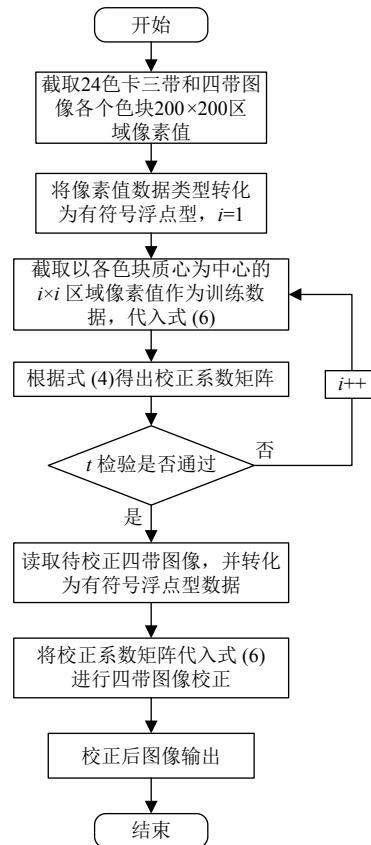 开始
截取24色卡三带和四带图
像各个色块200×200区
域像素值
将像素值数据类型转化
为有符号浮点型，i=1
截取以各色块质心为中心的
i×i 区域像素值作为训练数
据，代入式 (6)
根据式 (4)得出校正系数矩阵
i++
t 检验是否通过
否
是
读取待校正四带图像，并转化
为有符号浮点型数据
将校正系数矩阵代入式 (6)
进行四带图像校正
校正后图像输出
结束